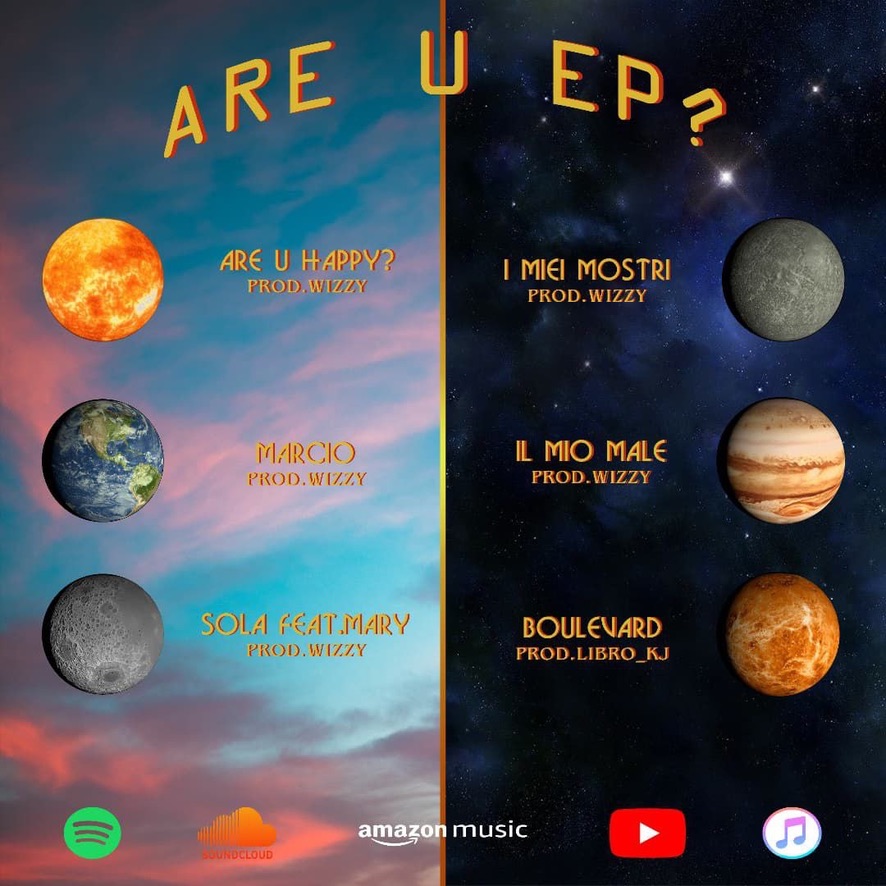 ARE U EP?
ARE U HAPPY?
PROD.WIZZY
MARCIO
PROD.WIZZY
SOLA FEAT.MARY
PROD.WIZZY
I MIEI MOSTRI
PROD.WIZZY
IL MIO MALE
PROD.WIZZY
BOULEVARD
PROD.LIBRO_KJ
SOUNDCLOUD
amazon music